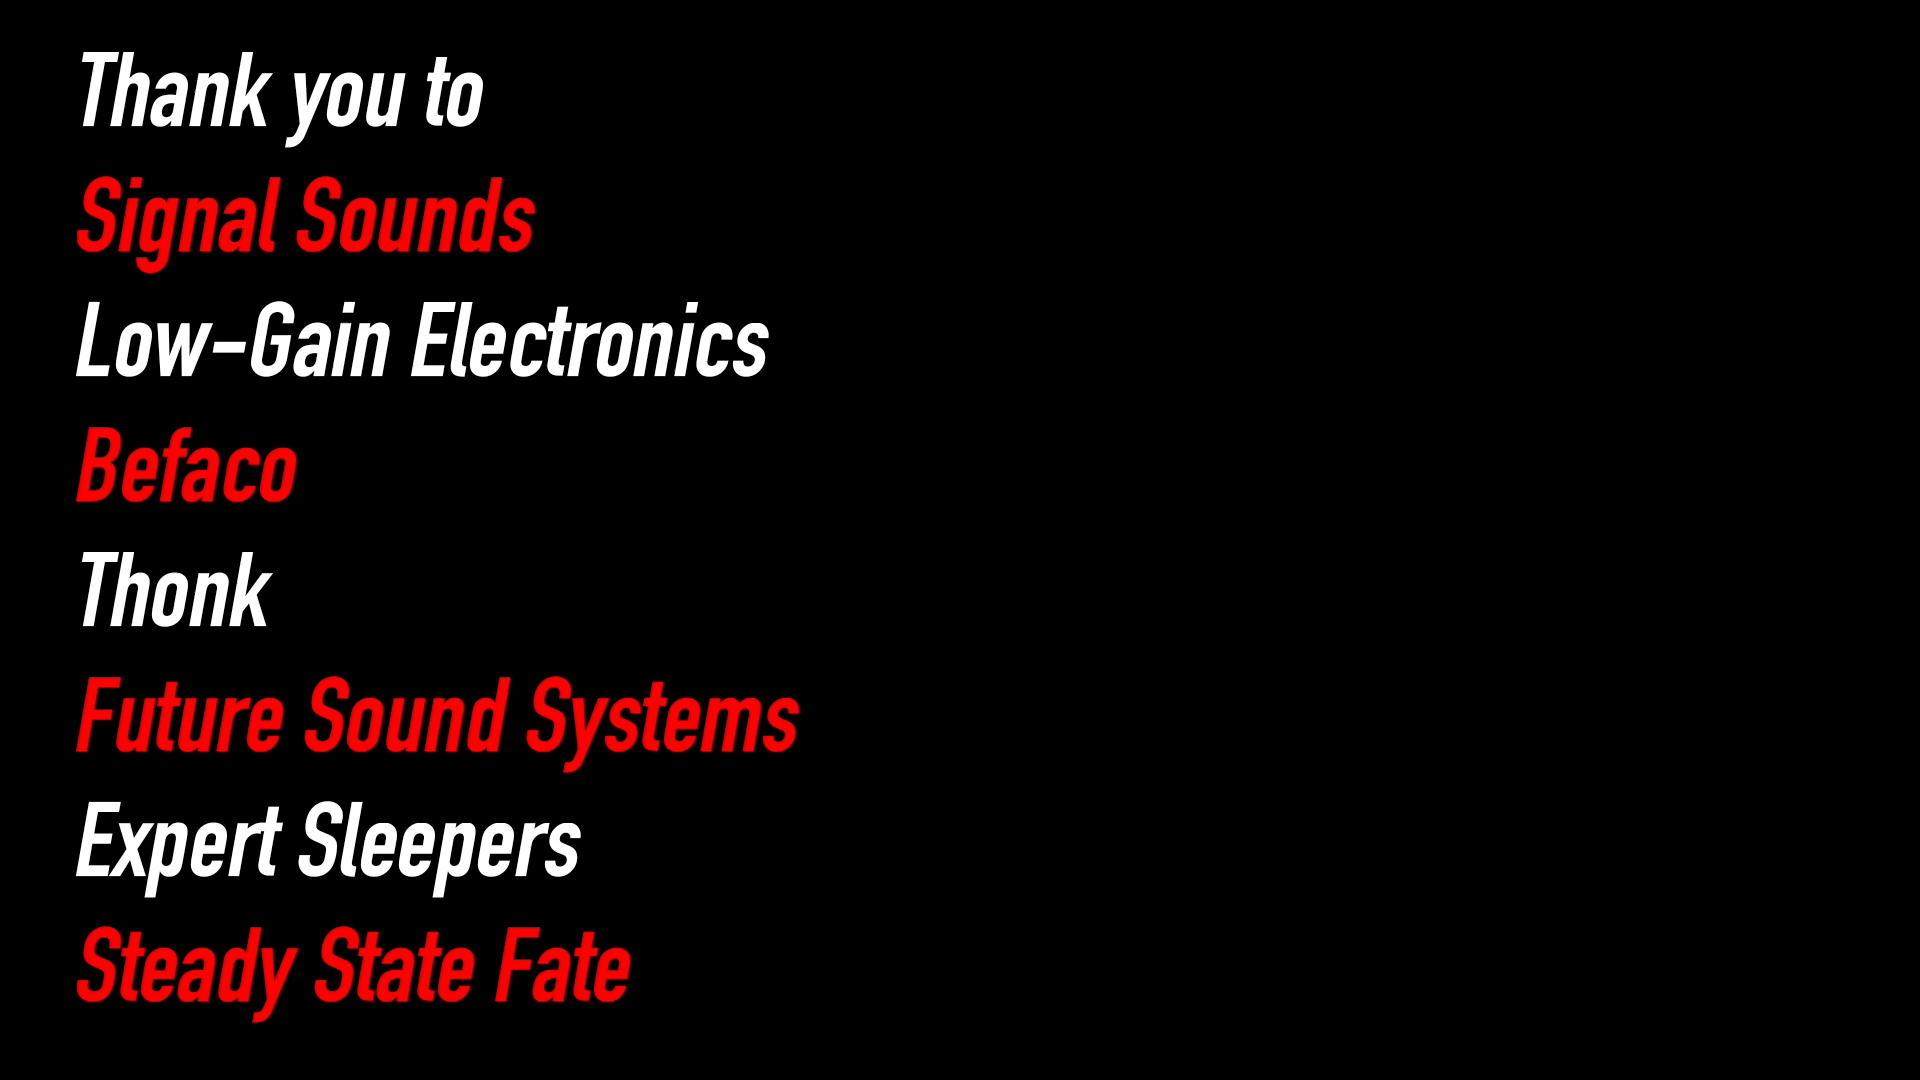 Thank you to
Signal Sounds
Low-Gain Electronics
Befaco
Thonk
Future Sound Systems
Expert Sleepers
Steady State Fate